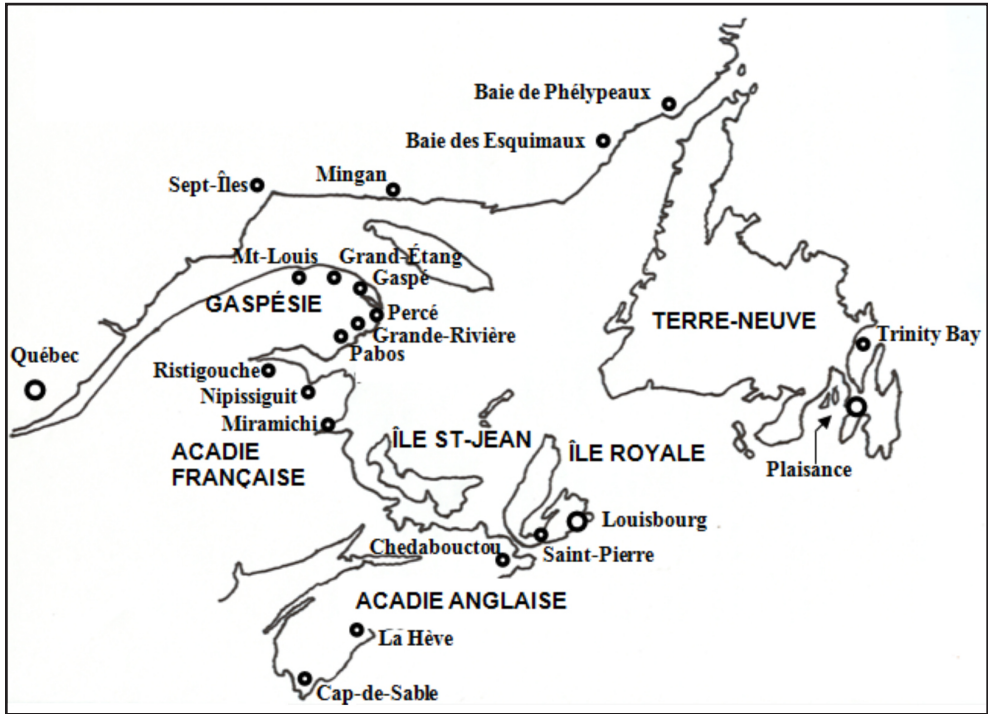 Baie de Phélypeaux
Baie des Esquimaux
Sept-Îles
Mingan
Mt-Louis
Grand-Étang
Gaspé
GASPÉSIE
Percé
Grande-Rivière
Pabos
TERRE-NEUVE
Trinity Bay
Québec
Ristigouche
Nipissiguit
Miramichi
ACADIE
FRANÇAISE
ÎLE ST-JEAN
ÎLE ROYALE
Plaisance
Louisbourg
Chedabouctou
Saint-Pierre
ACADIE ANGLAISE
La Hève
Cap-de-Sable